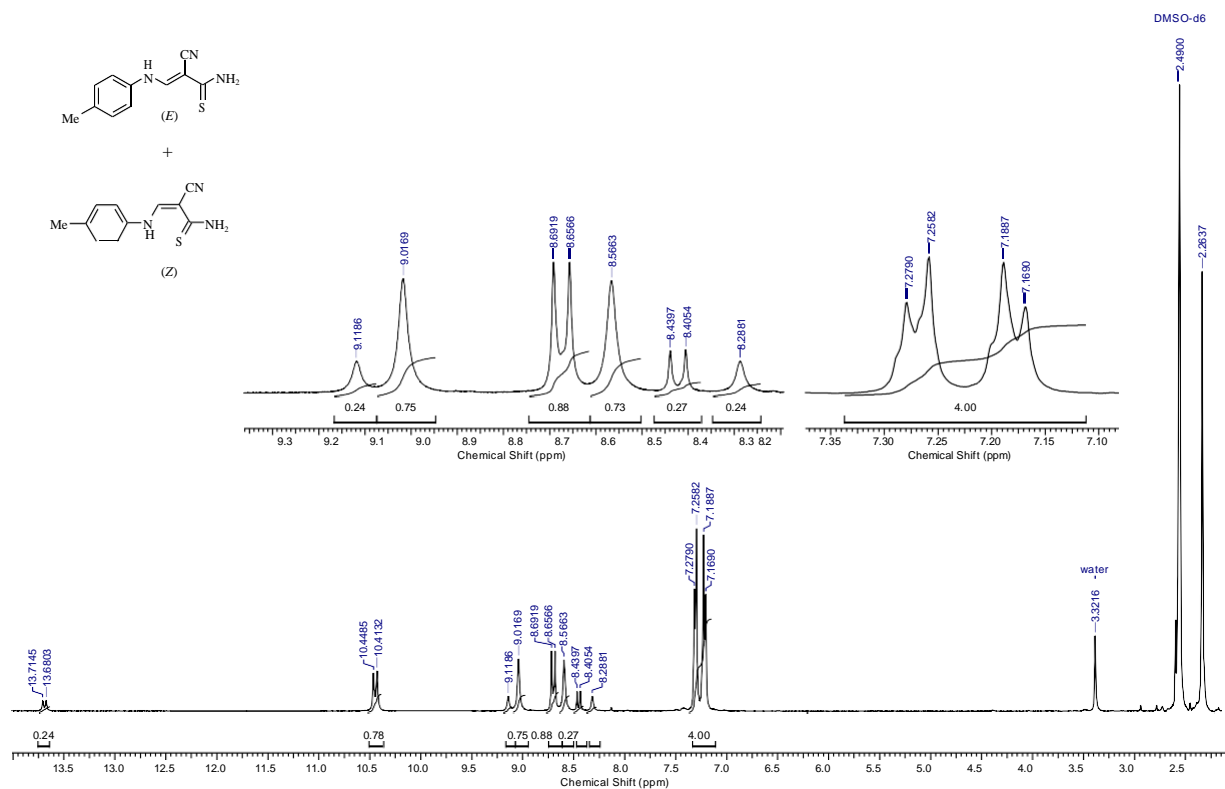 DMSO-d6
2.4900
2.2637
CN
H
N
NH₂
S
Me
(E)
+
CN
Me
N
H
NH₂
S
(Z)
9.1186
9.0169
8.6919
8.6566
8.5663
8.4397
8.4054
8.2881
0.24
0.75
0.88
0.73
0.27
0.24
9.3 9.2 9.1 9.0 8.8 8.7 8.6 8.5 8.4 8.3 8.2
Chemical Shift (ppm)
7.2790
7.2582
7.1887
7.1690
4.00
7.35 7.30 7.25 7.20 7.15 7.10
Chemical Shift (ppm)
13.7145
13.6803
10.4485
10.4132
9.1186
9.0169
8.6919
8.6566
8.5663
8.4397
8.4054
8.2881
7.2790
7.2582
7.1887
7.1690
water
3.3216
0.24
0.78
0.75 0.88 0.27
4.00
13.5 13.0 12.5 12.0 11.5 11.0 10.5 10.0 9.5 9.0 8.5 8.0 7.5 7.0 6.5 6.0 5.5 5.0 4.5 4.0 3.5 3.0 2.5
Chemical Shift (ppm)